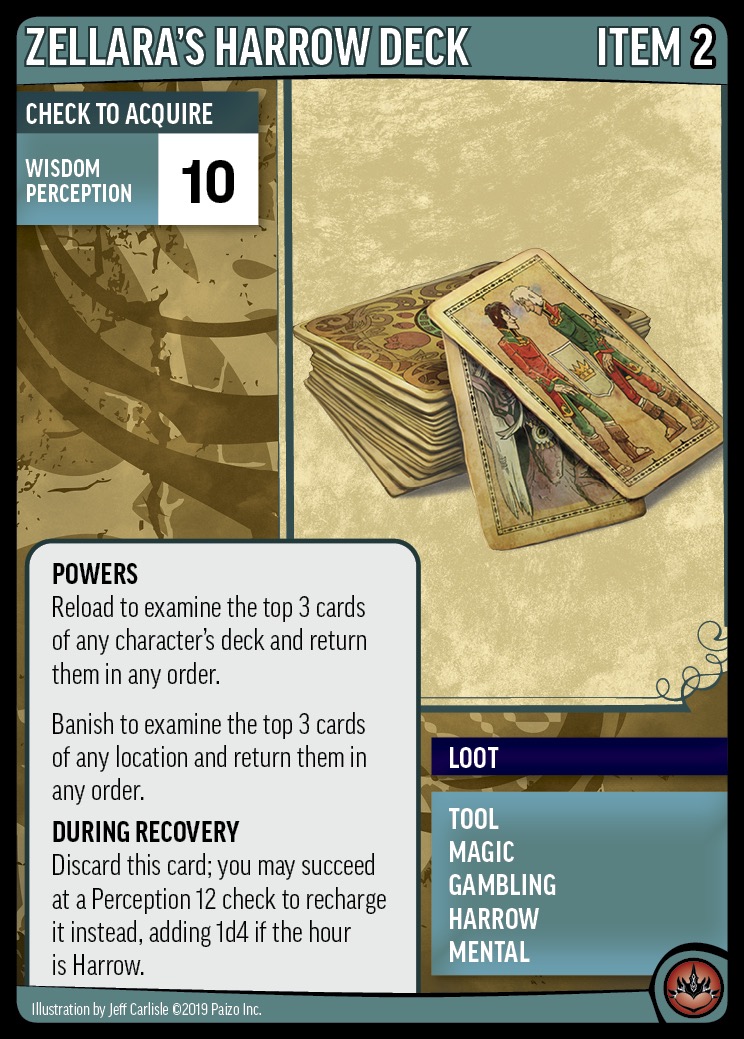 ZELLARA'S HARROW DECK
ITEM 2
CHECK TO ACQUIRE
WISDOM
PERCEPTION
10
POWERS
Reload to examine the top 3 cards
of any character's deck and return
them in any order.
Banish to examine the top 3 cards
of any location and return them in
any order.
DURING RECOVERY
Discard this card; you may succeed
at a Perception 12 check to recharge
it instead, adding 1d4 if the hour
is Harrow.
LOOT
TOOL
MAGIC
GAMBLING
HARROW
MENTAL
Illustration by Jeff Carlisle ©2019 Paizo Inc.